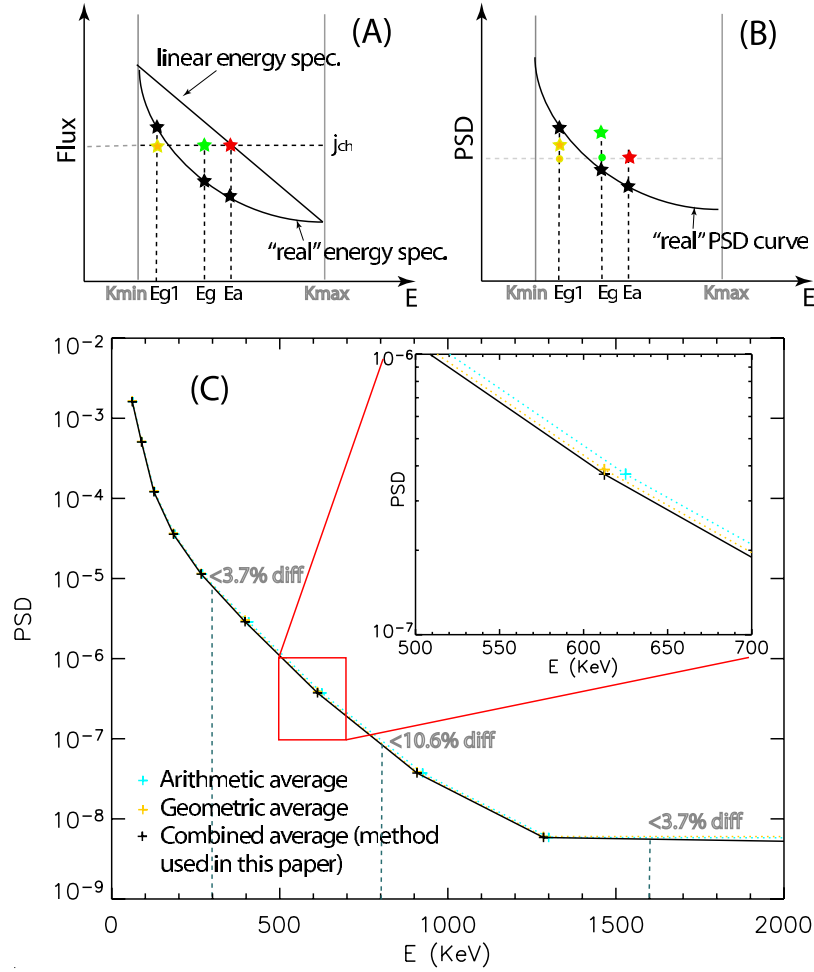 (A)
linear energy spec.
Flux
jch
"real" energy spec.
Kmin
Eg1
Eg
Ea
Kmax
E
(B)
PSD
"real" PSD curve
Kmin
Eg1
Eg
Ea
Kmax
E
(C)
10-2
10-3
10-4
10-5
10-6
10-7
10-8
10-9
PSD
<3.7% diff
<10.6% diff
<3.7% diff
Arithmetic average
Geometric average
Combined average (method
used in this paper)
0
500
1000
1500
2000
E (KeV)
10-6
10-7
PSD
500
550
600
650
700
E (KeV)